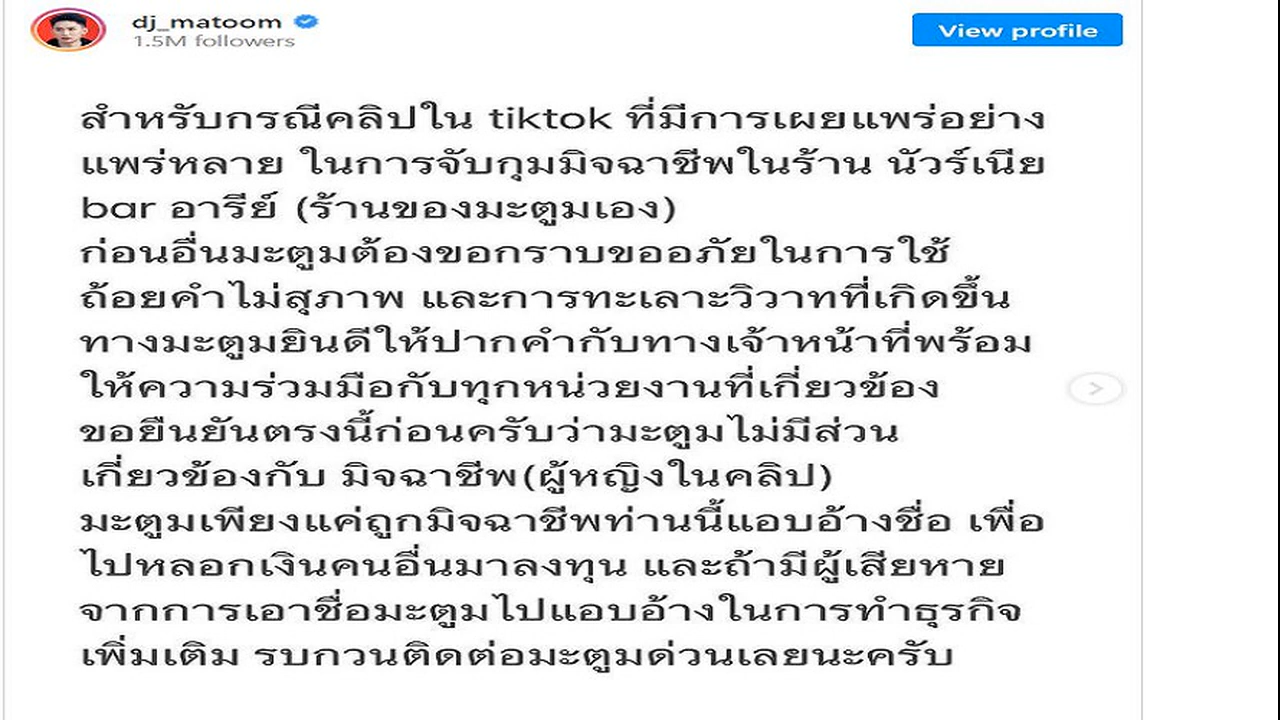 dj_matoom
1.5M followers
View profile
สำหรับกรณีคลิปใน tiktok ที่มีการเผยแพร่อย่าง
แพร่หลาย ในการจับกุมมิจฉาชีพในร้าน นัวร์เนีย
bar อารีย์ (ร้านของมะตูมเอง)
ก่อนอื่นมะตูมต้องขอกราบขออภัยในการใช้
ถ้อยคำไม่สุภาพ และการทะเลาะวิวาทที่เกิดขึ้น
ทางมะตูมยินดีให้ปากคำกับทางเจ้าหน้าที่พร้อม
ให้ความร่วมมือกับทุกหน่วยงานที่เกี่ยวข้อง
ขอยืนยันตรงนี้ก่อนครับว่ามะตูมไม่มีส่วน
เกี่ยวข้องกับ มิจฉาชีพ(ผู้หญิงในคลิป)
มะตูมเพียงแค่ถูกมิจฉาชีพท่านนี้แอบอ้างชื่อ เพื่อ
ไปหลอกเงินคนอื่นมาลงทุน และถ้ามีผู้เสียหาย
จากการเอาชื่อมะตูมไปแอบอ้างในการทำธุรกิจ
เพิ่มเติม รบกวนติดต่อมะตูมด่วนเลยนะครับ